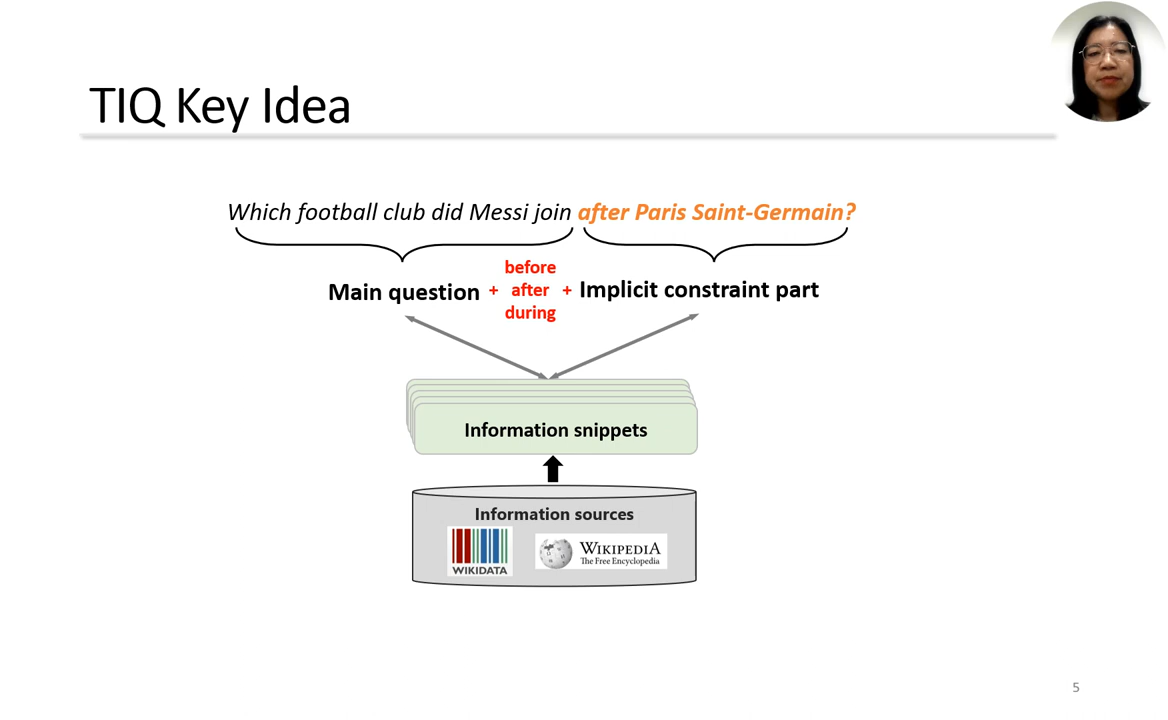 TIQ Key Idea
Which football club did Messi join after Paris Saint-Germain?
before
Main question + after + Implicit constraint part
during
Information snippets
Information sources
WIKIDATA
WIKIPEDIA
The Free Encyclopedia
5